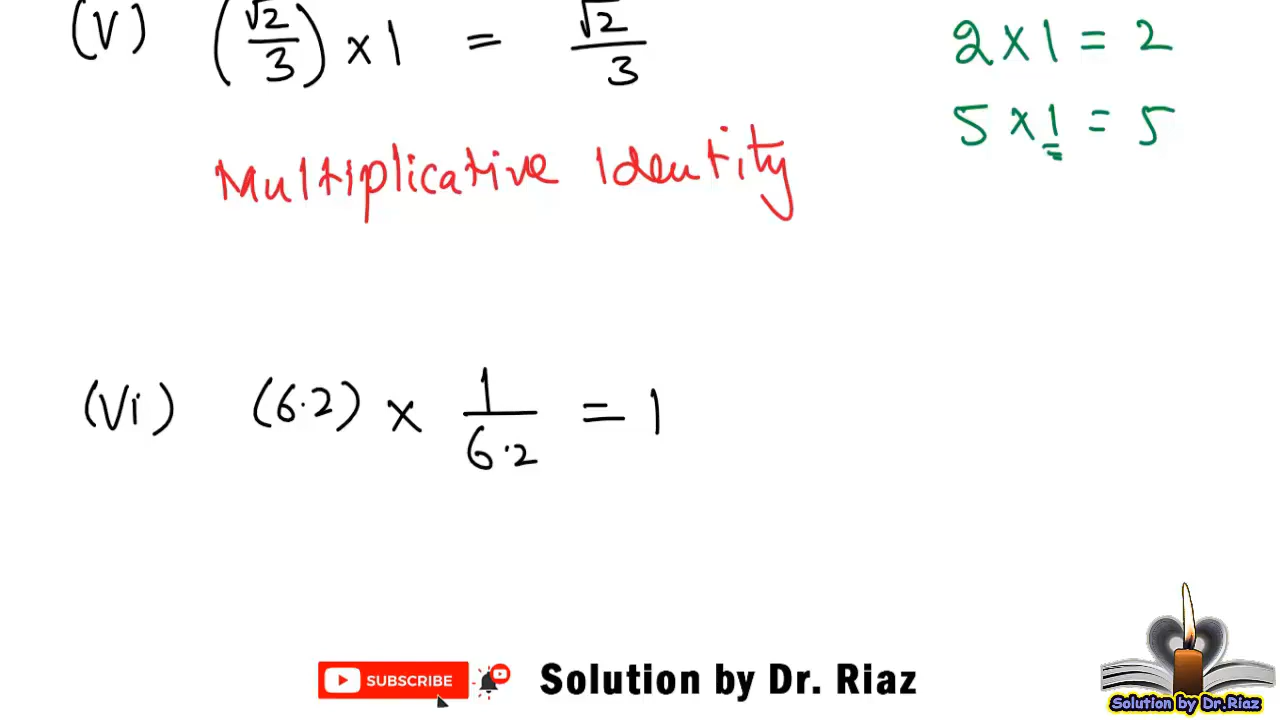 (V) (√2/3) × 1 = √2/3
2 × 1 = 2
5 × 1 = 5
Multiplicative Identity
(Vi) (6.2) × 1/6.2 = 1
SUBSCRIBE
Solution by Dr. Riaz
Solution by Dr.Riaz